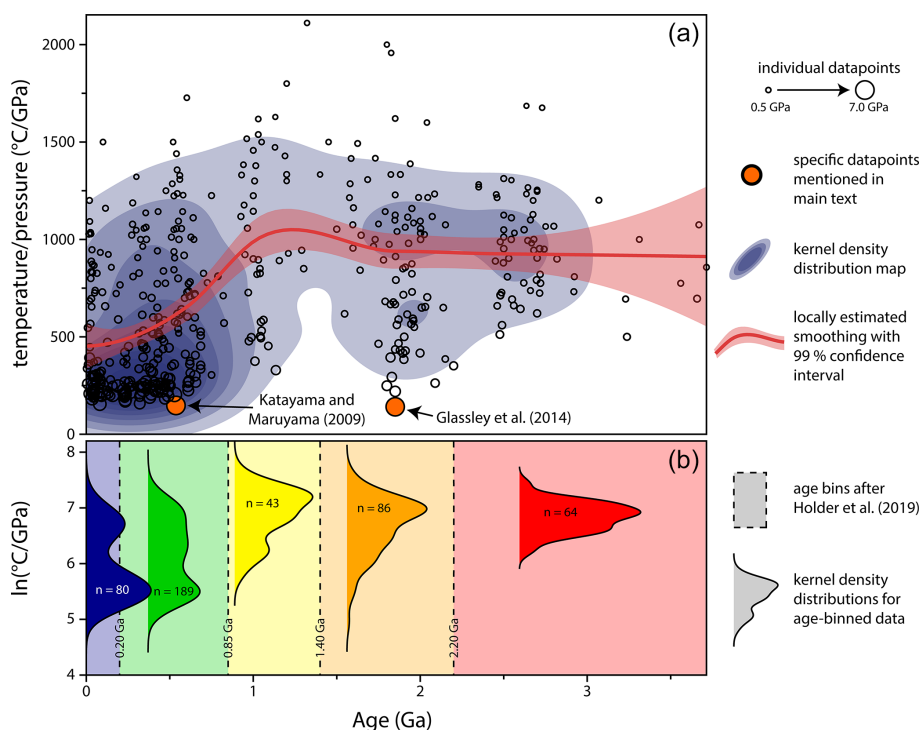 (a)
temperature/pressure (°C/GPa)
2000
1500
1000
500
0
Katayama and
Maruyama (2009)
Glassley et al. (2014)
individual datapoints
0.5 GPa
7.0 GPa
specific datapoints
mentioned in
main text
kernel density
distribution map
locally estimated
smoothing with
99 % confidence
interval
(b)
ln(°C/GPa)
8
7
6
5
4
n = 80
n = 189
n = 43
n = 86
n = 64
0.20 Ga
0.85 Ga
1.40 Ga
2.20 Ga
0
1
2
3
Age (Ga)
age bins after
Holder et al. (2019)
kernel density
distributions for
age-binned data